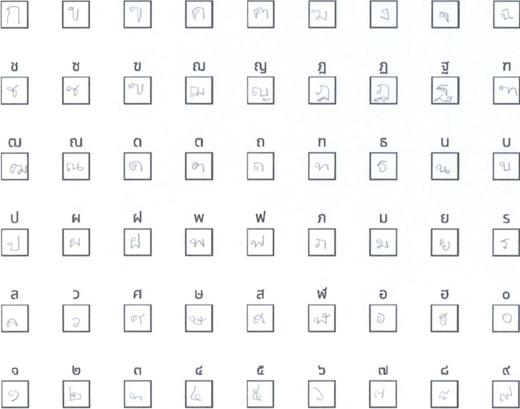 ก ข ฃ ค ฅ ฆ ง จ ฉ
ช ซ ฃ ฌ ญ ฎ ฏ ฐ ฑ
ช ซ ฃ ฌ ญ ฎ ฏ ฐ ฑ
ฒ ณ ด ต ถ ท ธ น บ
ฒ ณ ด ต ถ ท ธ น บ
ป ผ ฝ พ ฟ ภ ม ย ร
ป ผ ฝ พ ฟ ภ ม ย ร
ล ว ศ ษ ส ฬ อ ฮ ๐
ล ว ศ ษ ส ฬ อ ฮ ๐
๑ ๒ ๓ ๔ ๕ ๖ ๗ ๘ ๙
๑ ๒ ๓ ๔ ๕ ๖ ๗ ๘ ๙